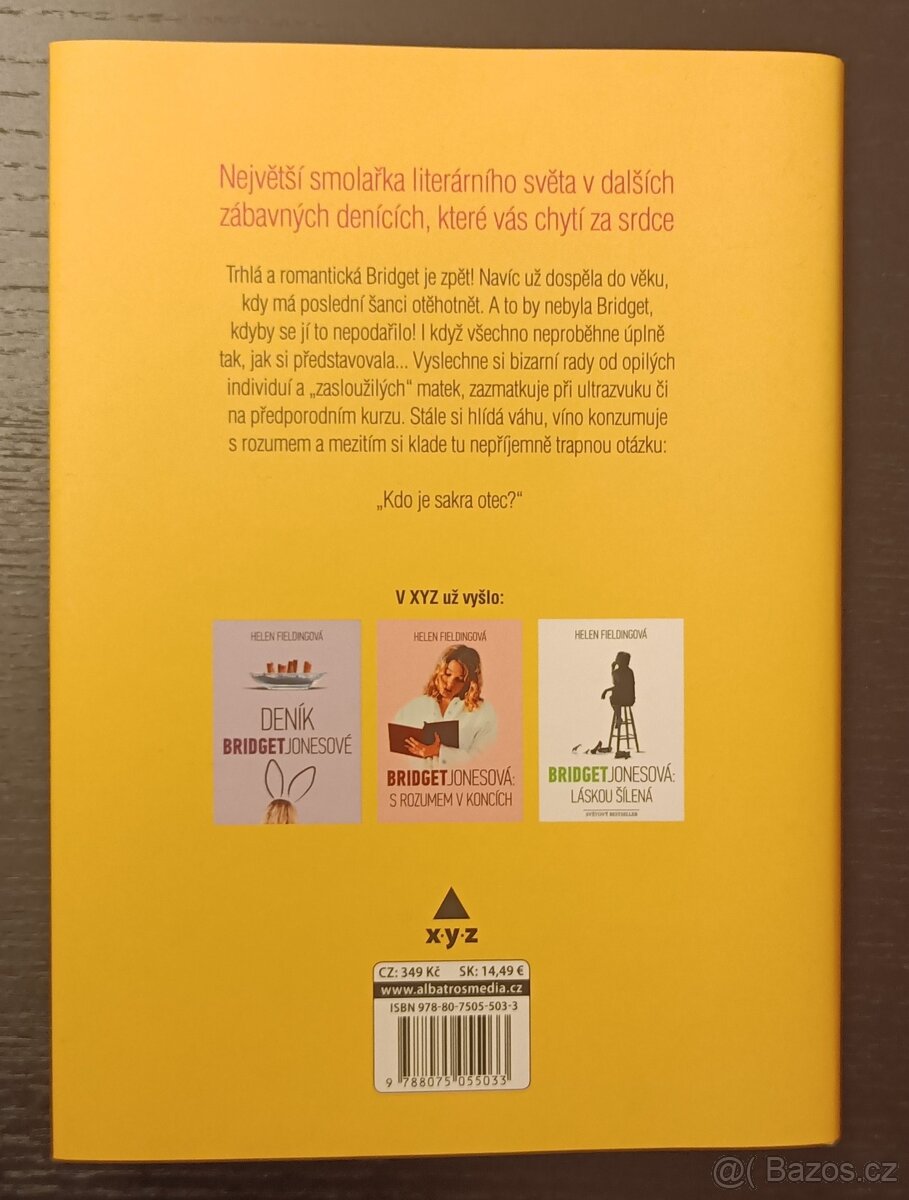 Největší smolařka literárního světa v dalších
zábavných denících, které vás chytí za srdce
Trhlá a romantická Bridget je zpět! Navíc už dospěla do věku,
kdy má poslední šanci otěhotnět. A to by nebyla Bridget,
kdyby se jí to nepodařilo! I když všechno neproběhne úplně
tak, jak si představovala... Vyslechne si bizarní rady od opilých
individuí a „zasloužilých“ matek, zazmatkuje při ultrazvuku či
na předporodním kurzu. Stále si hlídá váhu, víno konzumuje
s rozumem a mezitím si klade tu nepříjemně trapnou otázku:
„Kdo je sakra otec?“
V XYZ už vyšlo:
HELEN FIELDINGOVÁ
DENÍK
BRIDGETJONESOVÉ
HELEN FIELDINGOVÁ
BRIDGETJONESOVÁ:
S ROZUMEM V KONCÍCH
HELEN FIELDINGOVÁ
BRIDGETJONESOVÁ:
LÁSKOU ŠÍLENÁ
SVĚTOVÝ BESTSELLER
x·y·z
CZ: 349 Kč SK: 14,49 €
www.albatrosmedia.cz
ISBN 978-80-7505-503-3
9 788075 055033
@( Bazos.cz